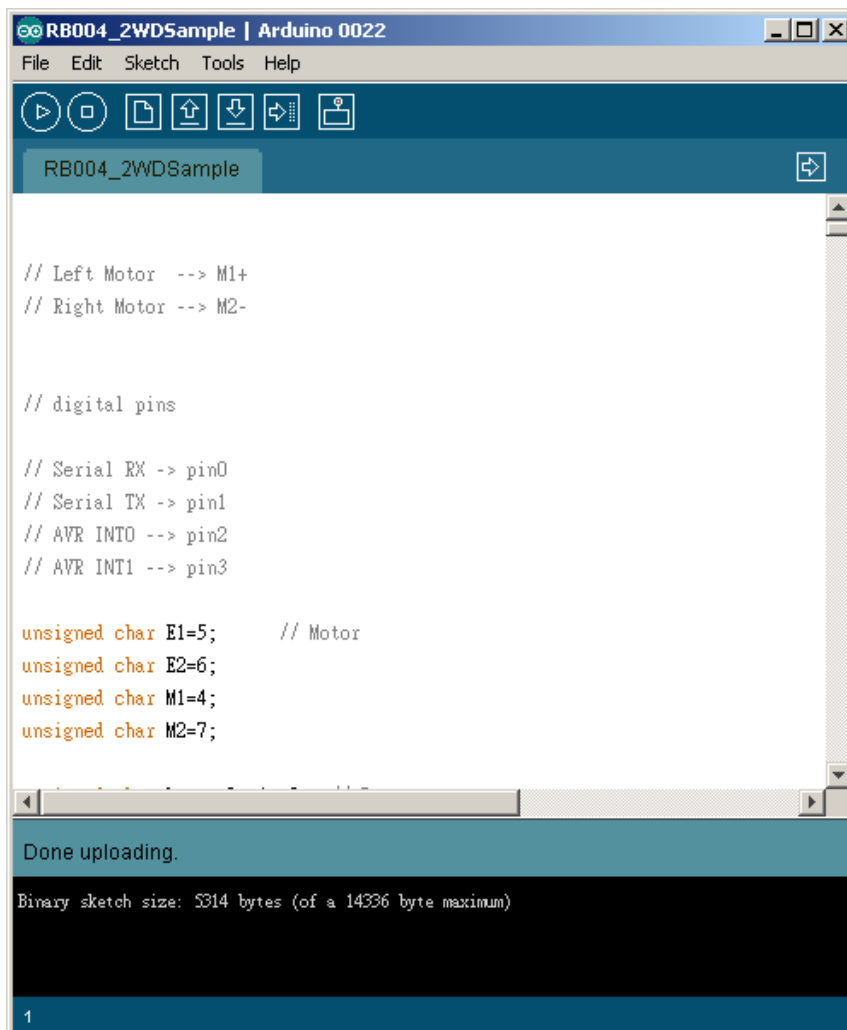 RB004_2WDSample | Arduino 0022
File Edit Sketch Tools Help
RB004_2WDSample
// Left Motor --> M1+
// Right Motor --> M2-
// digital pins
// Serial RX -> pin0
// Serial TX -> pin1
// AVR INT0 --> pin2
// AVR INT1 --> pin3
unsigned char E1=5; // Motor
unsigned char E2=6;
unsigned char M1=4;
unsigned char M2=7;
Done uploading.
Binary sketch size: 5314 bytes (of a 14336 byte maximum)
1